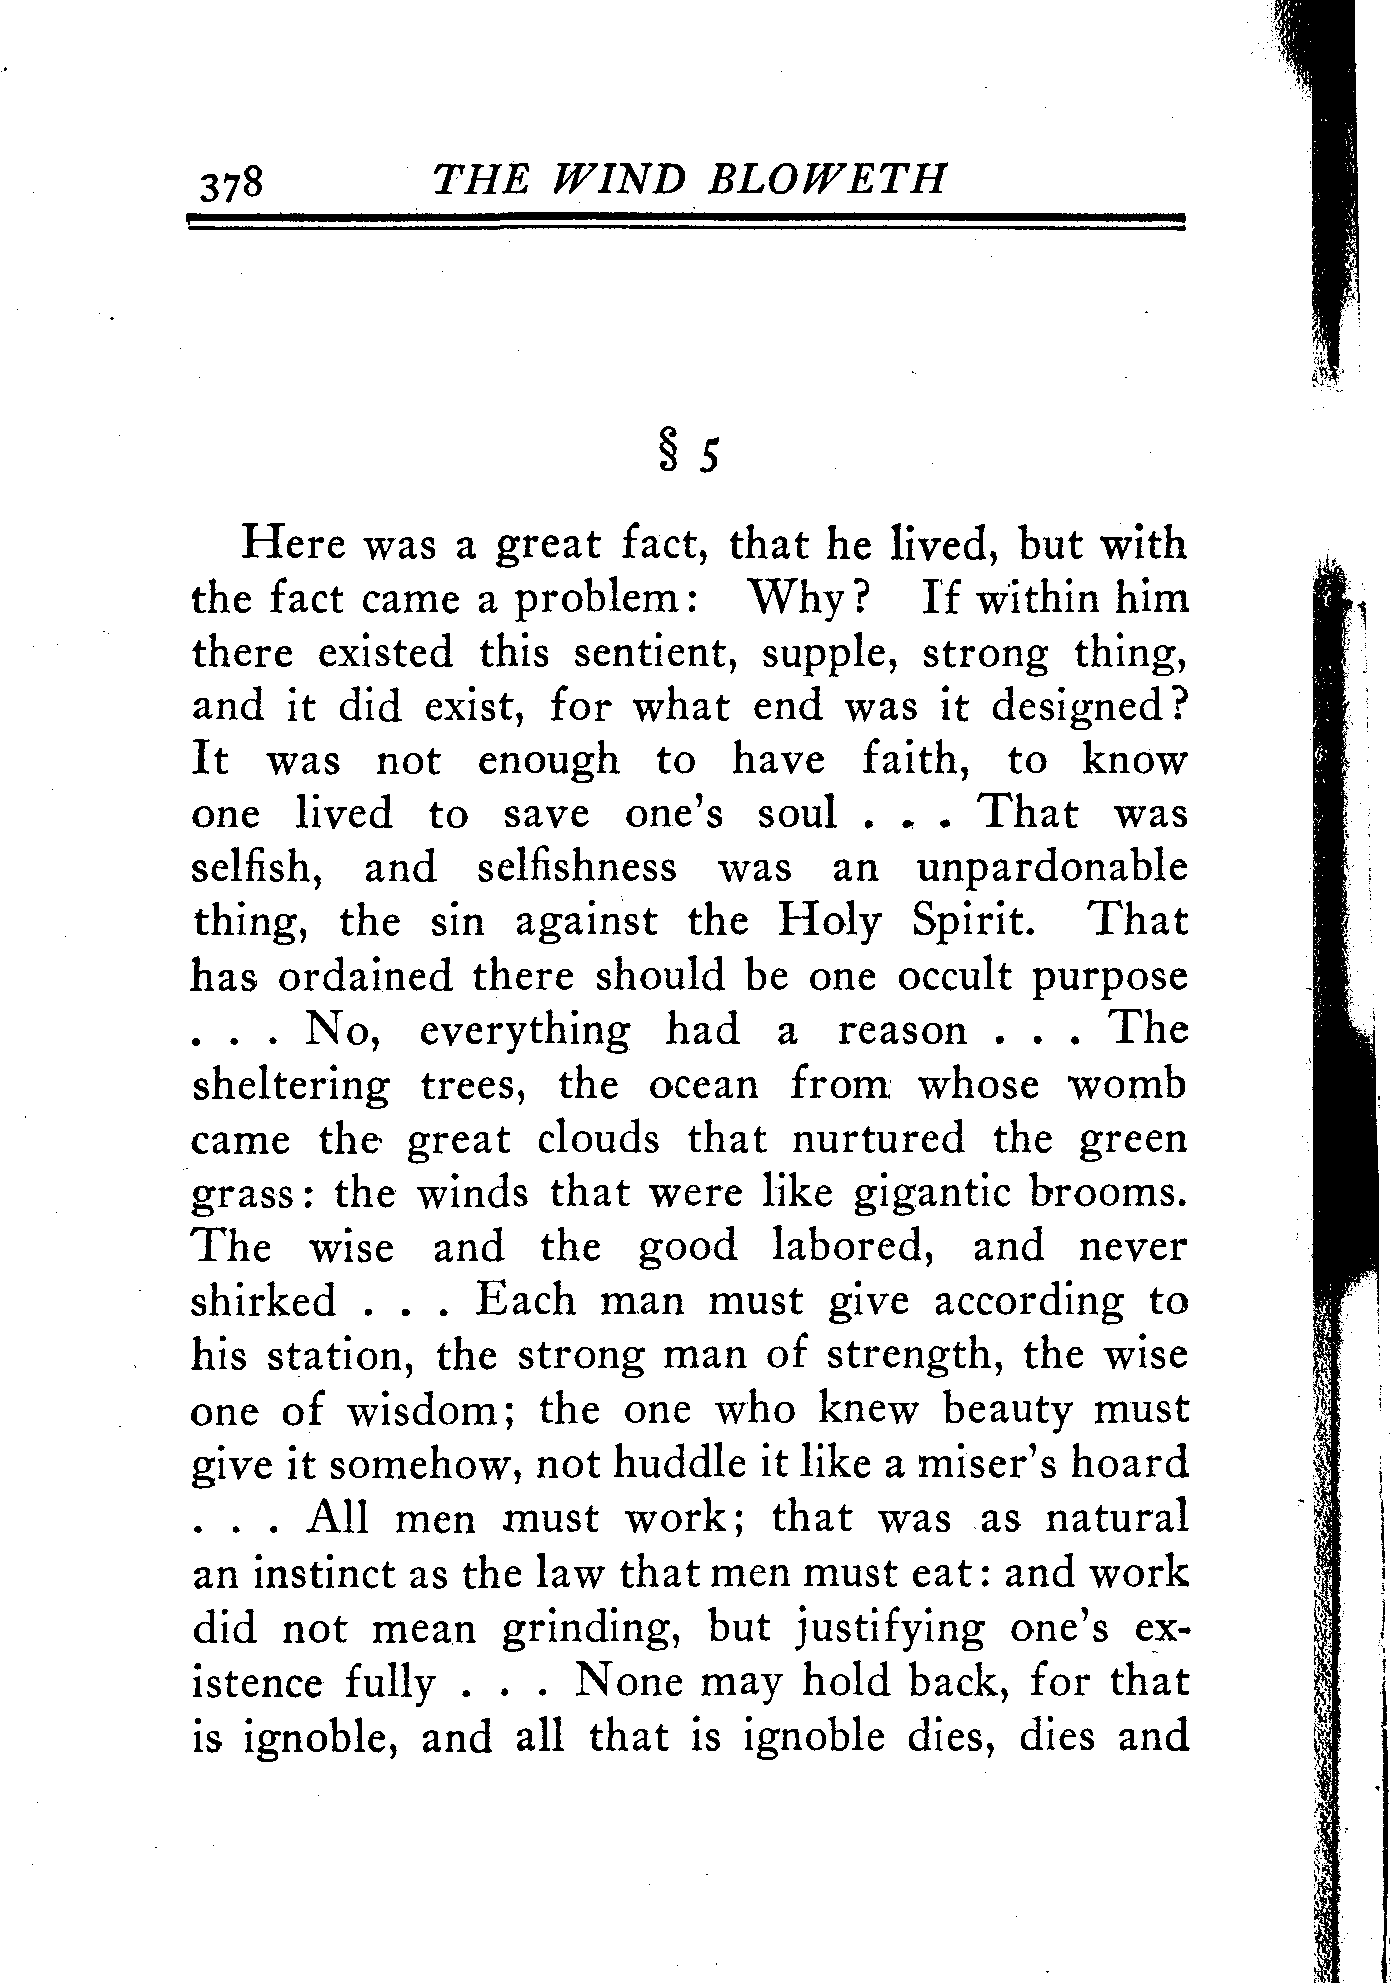 378 THE WIND BLOWETH
§ 5
Here was a great fact, that he lived, but with
the fact came a problem: Why? If within him
there existed this sentient, supple, strong thing,
and it did exist, for what end was it designed?
It was not enough to have faith, to know
one lived to save one's soul . . . That was
selfish, and selfishness was an unpardonable
thing, the sin against the Holy Spirit. That
has ordained there should be one occult purpose
. . . No, everything had a reason . . . The
sheltering trees, the ocean from whose womb
came the great clouds that nurtured the green
grass: the winds that were like gigantic brooms.
The wise and the good labored, and never
shirked . . . Each man must give according to
his station, the strong man of strength, the wise
one of wisdom; the one who knew beauty must
give it somehow, not huddle it like a miser's hoard
. . . All men must work; that was as natural
an instinct as the law that men must eat: and work
did not mean grinding, but justifying one's ex-
istence fully . . . None may hold back, for that
is ignoble, and all that is ignoble dies, dies and